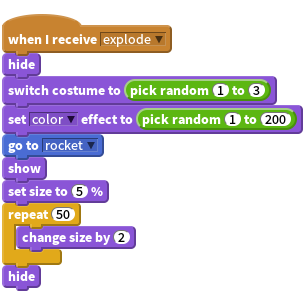 when I receive explode
hide
switch costume to pick random 1 to 3
set color effect to pick random 1 to 200
go to rocket
show
set size to 5 %
repeat 50
change size by 2
hide